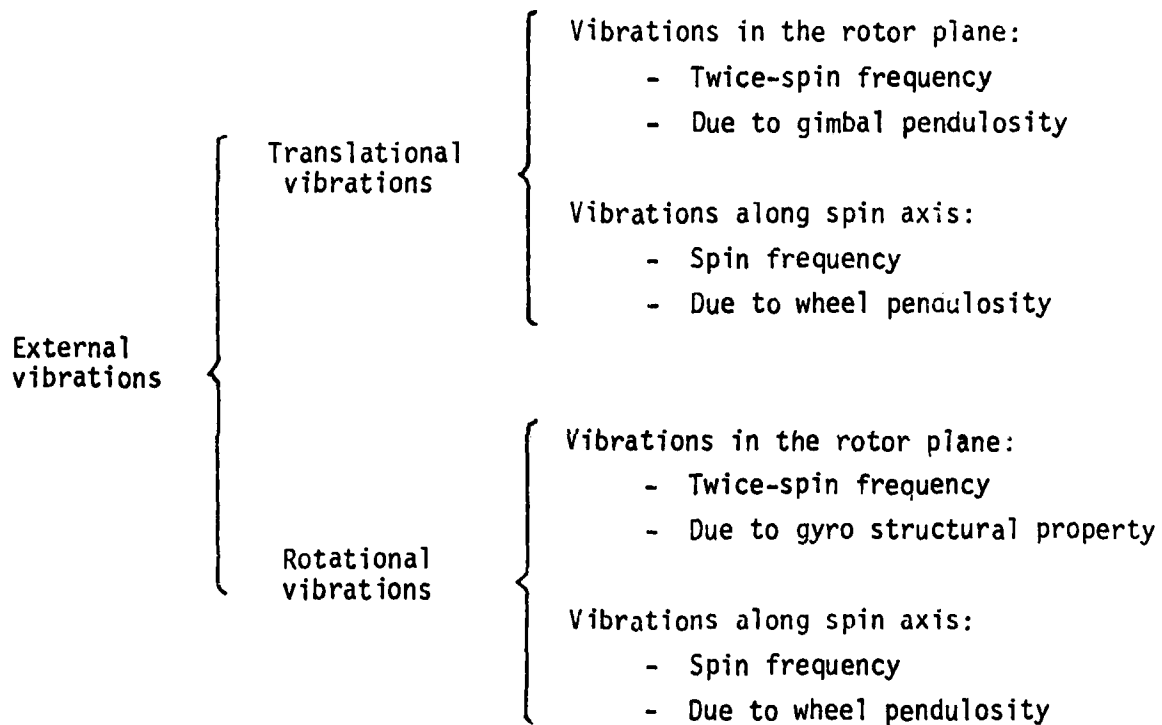 External
vibrations
Translational
vibrations
Vibrations in the rotor plane:
- Twice-spin frequency
- Due to gimbal pendulosity
Vibrations along spin axis:
- Spin frequency
- Due to wheel pendulosity
Rotational
vibrations
Vibrations in the rotor plane:
- Twice-spin frequency
- Due to gyro structural property
Vibrations along spin axis:
- Spin frequency
- Due to wheel pendulosity